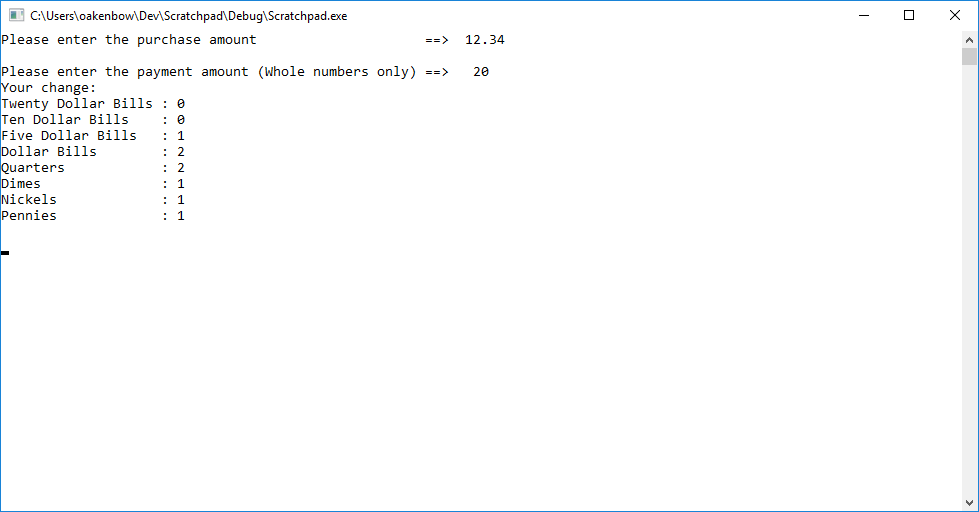 C:\Users\oakenbow\Dev\Scratchpad\Debug\Scratchpad.exe
Please enter the purchase amount                     ==>  12.34
Please enter the payment amount (Whole numbers only) ==>   20
Your change:
Twenty Dollar Bills : 0
Ten Dollar Bills    : 0
Five Dollar Bills   : 1
Dollar Bills        : 2
Quarters            : 2
Dimes               : 1
Nickels             : 1
Pennies             : 1